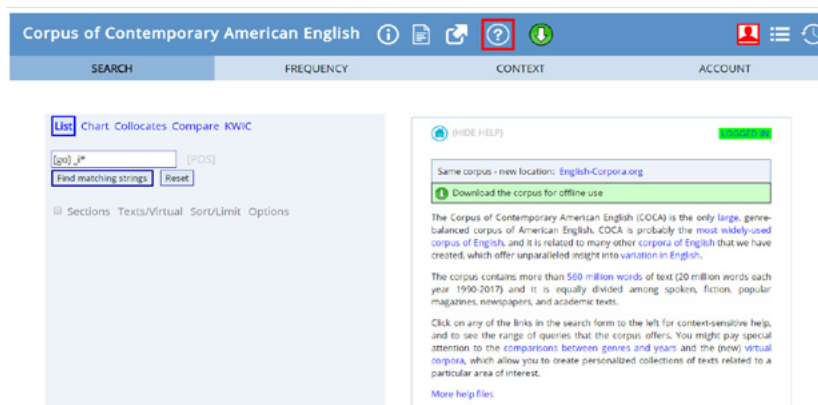 Corpus of Contemporary American English
SEARCH FREQUENCY CONTEXT ACCOUNT
List Chart Collocates Compare KWIC
[go] _i* [POS]
Find matching strings Reset
Sections Texts/Virtual Sort/Limit Options
(HIDE HELP) LOGGED IN
Same corpus - new location: English-Corpora.org
Download the corpus for offline use
The Corpus of Contemporary American English (COCA) is the only large, genre-
balanced corpus of American English. COCA is probably the most widely-used
corpus of English, and it is related to many other corpora of English that we have
created, which offer unparalleled insight into variation in English.
The corpus contains more than 560 million words of text (20 million words each
year 1990-2017) and it is equally divided among spoken, fiction, popular
magazines, newspapers, and academic texts.
Click on any of the links in the search form to the left for context-sensitive help,
and to see the range of queries that the corpus offers. You might pay special
attention to the comparisons between genres and years and the (new) virtual
corpora, which allow you to create personalized collections of texts related to a
particular area of interest.
More help files